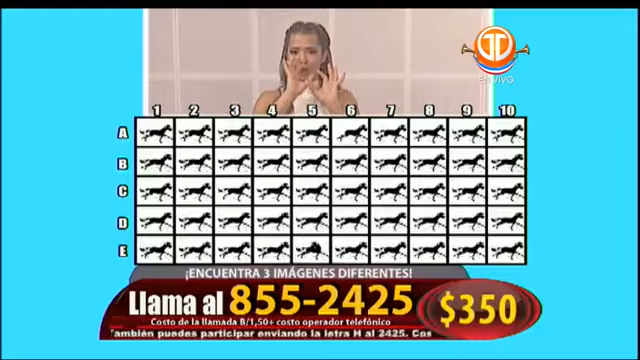 EN VIVO
1 2 3 4 5 6 7 8 9 10
A
B
C
D
E
¡ENCUENTRA 3 IMÁGENES DIFERENTES!
Llama al 855-2425
$350
Costo de la llamada B/1,50+ costo operador telefónico
También puedes participar enviando la letra H al 2425. Cos